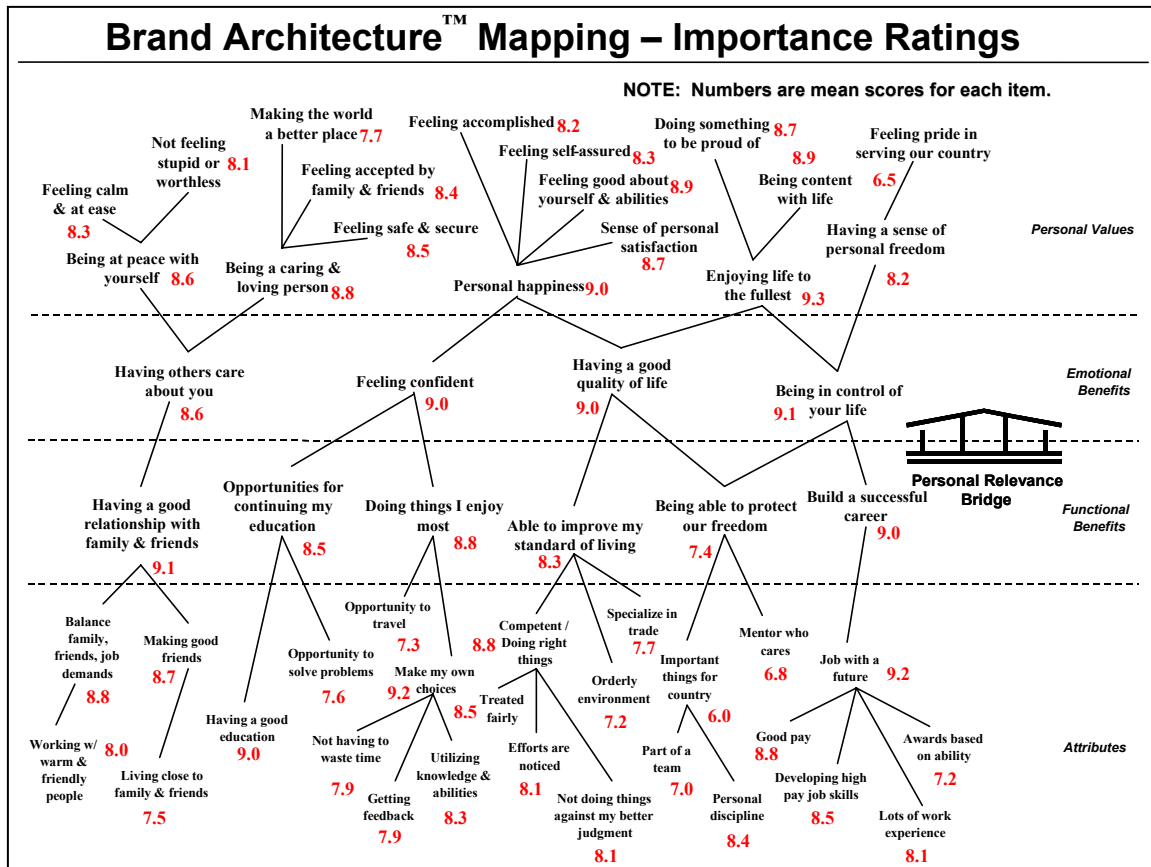 Brand Architecture™ Mapping – Importance Ratings
NOTE: Numbers are mean scores for each item.
Making the world
a better place 7.7
Feeling accomplished 8.2
Doing something 8.7
to be proud of
Feeling pride in
serving our country
6.5
Not feeling
stupid or 8.1
worthless
Feeling self-assured 8.3
8.9
Being content
with life
Feeling accepted by
family & friends 8.4
Feeling good about
yourself & abilities 8.9
Feeling calm
& at ease
8.3
Feeling safe & secure
8.5
Sense of personal
satisfaction
8.7
Having a sense of
personal freedom
8.2
Personal Values
Being at peace with
yourself 8.6
Being a caring &
loving person 8.8
Personal happiness 9.0
Enjoying life to
the fullest 9.3
Having others care
about you
8.6
Feeling confident
9.0
Having a good
quality of life
9.0
Being in control of
9.1 your life
Emotional
Benefits
Personal Relevance
Bridge
Having a good
relationship with
family & friends
9.1
Opportunities for
continuing my
education
8.5
Doing things I enjoy
most 8.8
Able to improve my
standard of living
8.3
Being able to protect
our freedom
7.4
Build a successful
career
9.0
Functional
Benefits
Balance
family,
friends, job
demands
8.8
Making good
friends
8.7
Opportunity to
solve problems
7.6
Opportunity to
travel
7.3
Make my own
9.2 choices
Competent /
8.8 Doing right
things
Specialize in
trade
7.7
Orderly
environment
7.2
Important
things for
country
6.0
Mentor who
cares
6.8
Job with a
future 9.2
Working w/ 8.0
warm &
friendly
people
Living close to
family & friends
7.5
Having a good
education
9.0
Not having to
waste time
7.9
Getting
feedback
7.9
Utilizing
knowledge &
abilities
8.3
8.5 Treated
fairly
Efforts are
noticed
8.1
Not doing things
against my better
judgment
8.1
Part of a
team
7.0
Personal
discipline
8.4
Good pay
8.8
Developing high
pay job skills
8.5
Awards based
on ability
7.2
Lots of work
experience
8.1
Attributes